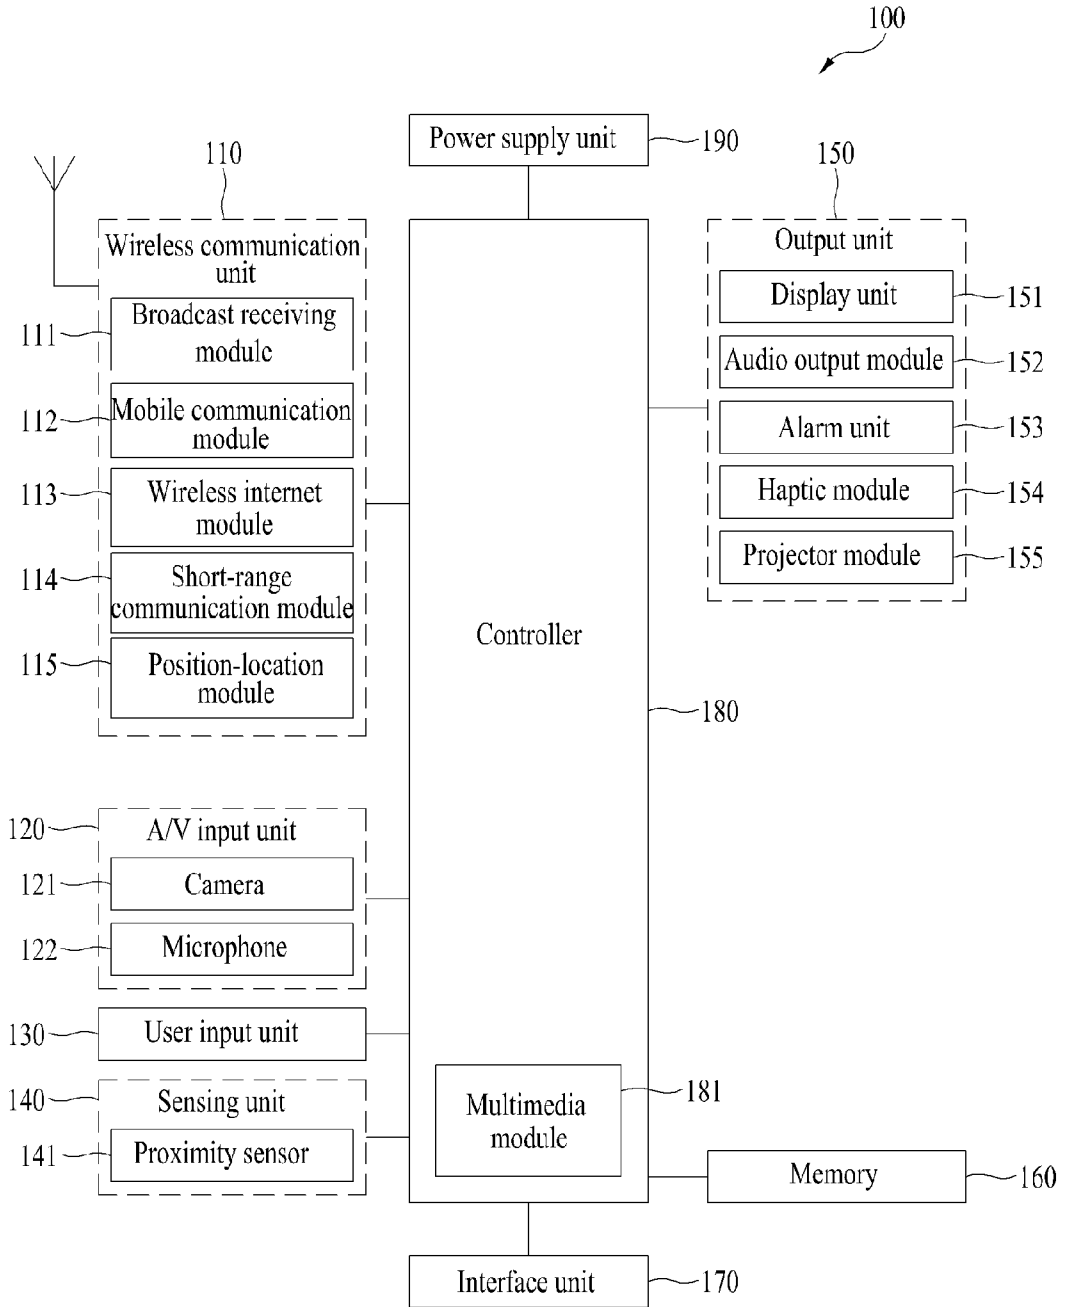 100
Power supply unit
190
110
Wireless communication
unit
111
Broadcast receiving
module
112
Mobile communication
module
113
Wireless internet
module
114
Short-range
communication module
115
Position-location
module
120
A/V input unit
121
Camera
122
Microphone
130
User input unit
140
Sensing unit
141
Proximity sensor
Controller
180
Multimedia
module
181
150
Output unit
Display unit
151
Audio output module
152
Alarm unit
153
Haptic module
154
Projector module
155
Memory
160
Interface unit
170